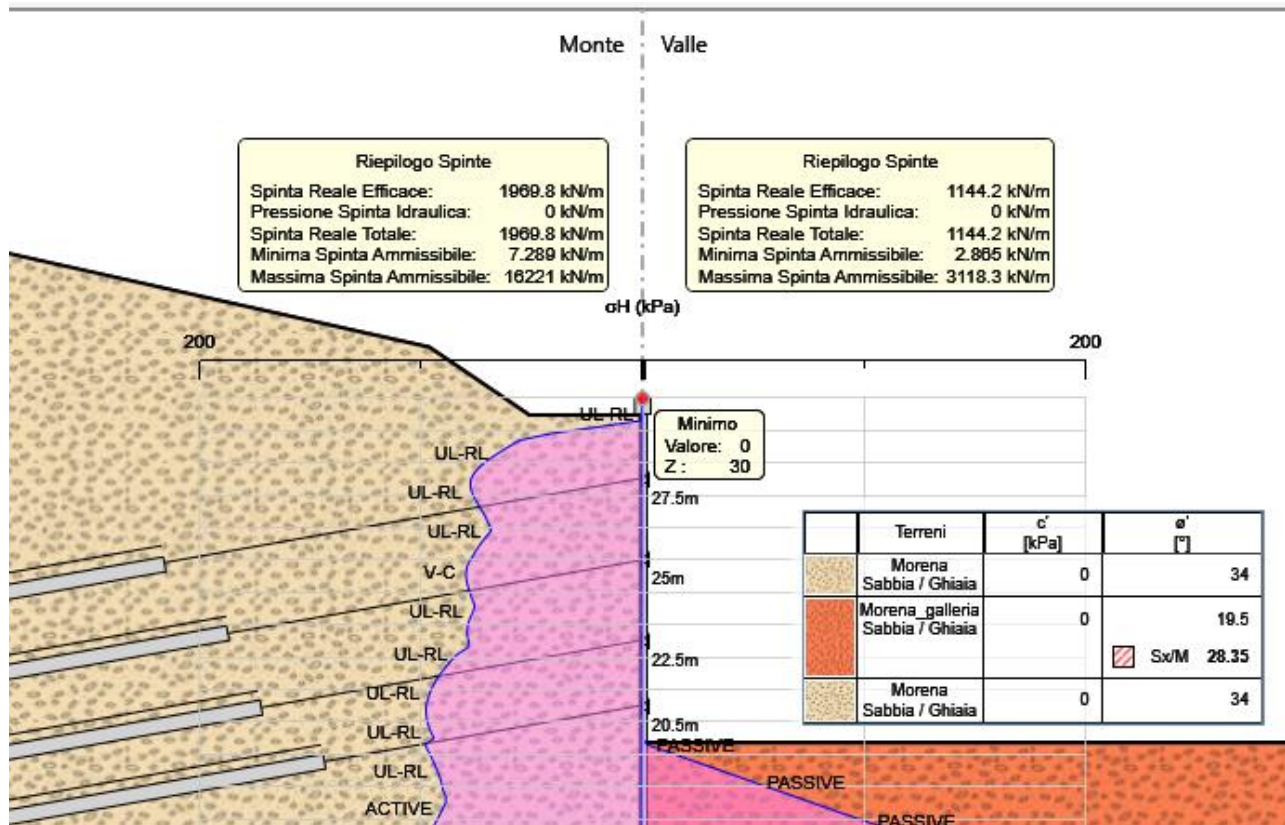 Monte Valle
Riepilogo Spinte
Spinta Reale Efficace: 1969.8 kN/m
Pressione Spinta Idraulica: 0 kN/m
Spinta Reale Totale: 1969.8 kN/m
Minima Spinta Ammissibile: 7.289 kN/m
Massima Spinta Ammissibile: 16221 kN/m
Riepilogo Spinte
Spinta Reale Efficace: 1144.2 kN/m
Pressione Spinta Idraulica: 0 kN/m
Spinta Reale Totale: 1144.2 kN/m
Minima Spinta Ammissibile: 2.865 kN/m
Massima Spinta Ammissibile: 3118.3 kN/m
σH (kPa)
200 200
UL-RL
Minimo
Valore: 0
Z : 30
UL-RL
UL-RL
27.5m
UL-RL
V-C
25m
UL-RL
UL-RL
22.5m
UL-RL
20.5m
UL-RL
PASSIVE
UL-RL
PASSIVE
ACTIVE
PASSIVE
Terreni c' [kPa] ø' [°]
Morena
Sabbia / Ghiaia 0 34
Morena_galleria
Sabbia / Ghiaia 0 19.5
Sx/M 28.35
Morena
Sabbia / Ghiaia 0 34